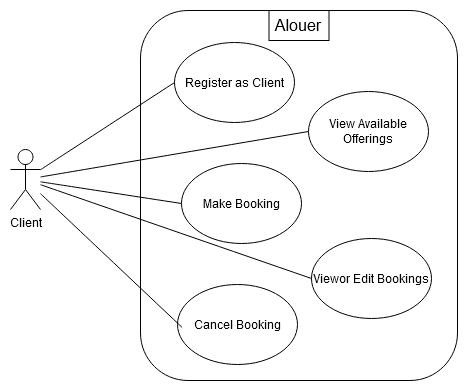 Alouer
Register as Client
View Available
Offerings
Make Booking
Client
Viewor Edit Bookings
Cancel Booking